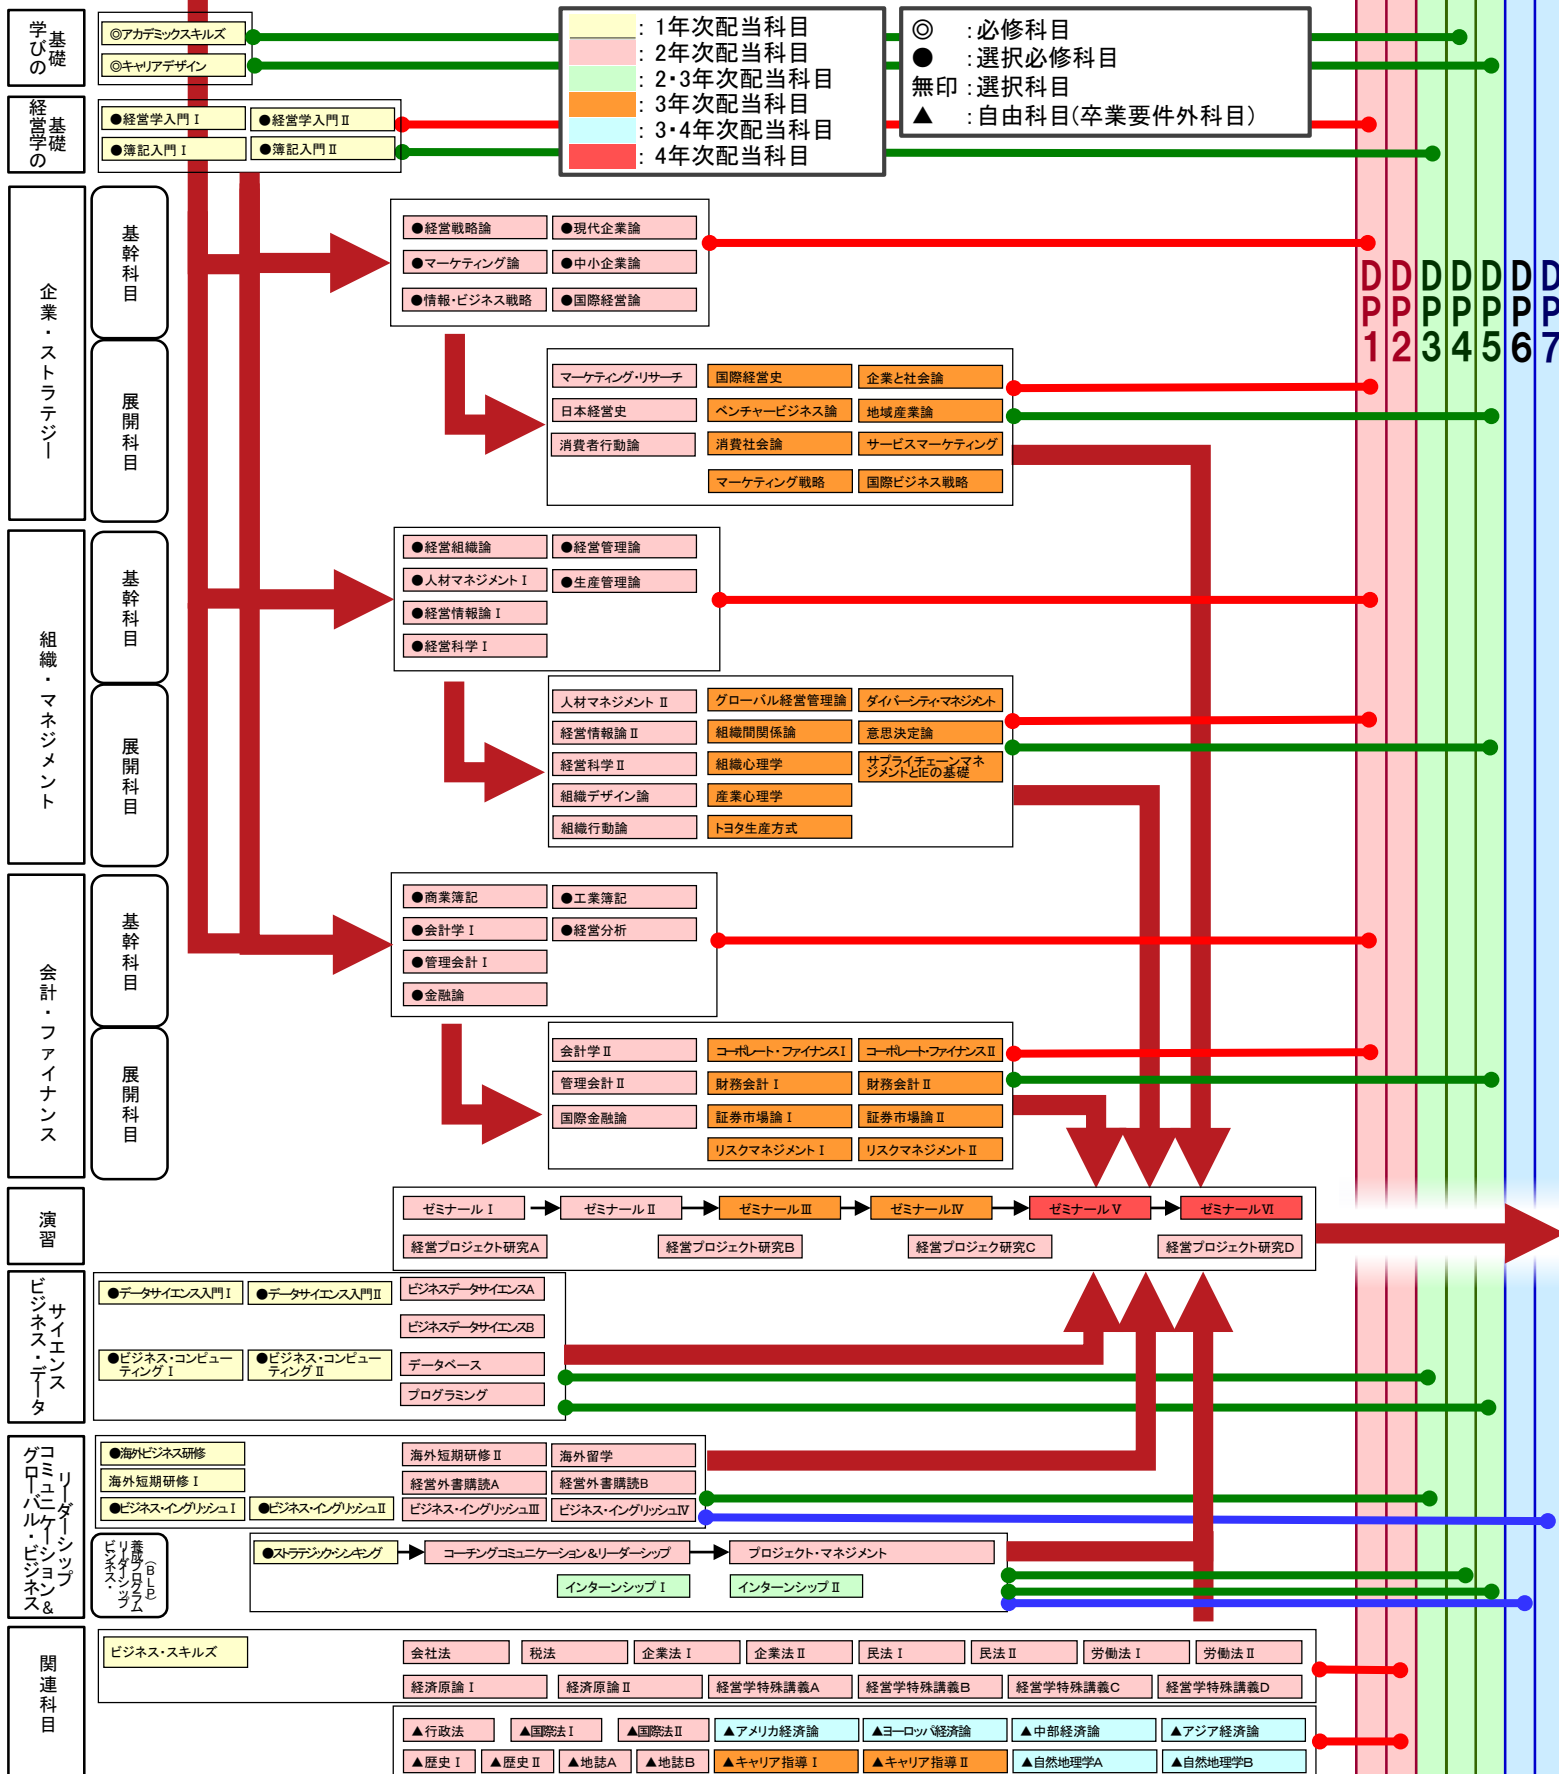 学びの
基礎
◎アカデミックスキルズ
◎キャリアデザイン
: 1年次配当科目
: 2年次配当科目
: 2・3年次配当科目
: 3年次配当科目
: 3・4年次配当科目
: 4年次配当科目
◎ :必修科目
● :選択必修科目
無印 :選択科目
▲ :自由科目(卒業要件外科目)
経営学の
基礎
●経営学入門Ⅰ
●経営学入門Ⅱ
●簿記入門Ⅰ
●簿記入門Ⅱ
DP1
DP2
DP3
DP4
DP5
DP6
DP7
企業・ストラテジー
基幹科目
●経営戦略論
●現代企業論
●マーケティング論
●中小企業論
●情報・ビジネス戦略
●国際経営論
展開科目
マーケティング・リサーチ
国際経営史
企業と社会論
日本経営史
ベンチャービジネス論
地域産業論
消費者行動論
消費社会論
サービスマーケティング
マーケティング戦略
国際ビジネス戦略
組織・マネジメント
基幹科目
●経営組織論
●経営管理論
●人材マネジメントⅠ
●生産管理論
●経営情報論Ⅰ
●経営科学Ⅰ
展開科目
人材マネジメントⅡ
グローバル経営管理論
ダイバーシティ・マネジメント
経営情報論Ⅱ
組織間関係論
意思決定論
経営科学Ⅱ
組織心理学
サプライチェーンマネ
ジメントとIEの基礎
組織デザイン論
産業心理学
組織行動論
トヨタ生産方式
会計・ファイナンス
基幹科目
●商業簿記
●工業簿記
●会計学Ⅰ
●経営分析
●管理会計Ⅰ
●金融論
展開科目
会計学Ⅱ
コーポレート・ファイナンスⅠ
コーポレート・ファイナンスⅡ
管理会計Ⅱ
財務会計Ⅰ
財務会計Ⅱ
国際金融論
証券市場論Ⅰ
証券市場論Ⅱ
リスクマネジメントⅠ
リスクマネジメントⅡ
演習
ゼミナールⅠ
ゼミナールⅡ
ゼミナールⅢ
ゼミナールⅣ
ゼミナールⅤ
ゼミナールⅥ
経営プロジェクト研究A
経営プロジェクト研究B
経営プロジェク研究C
経営プロジェクト研究D
ビジネス・データ
サイエンス
●データサイエンス入門Ⅰ
●データサイエンス入門Ⅱ
ビジネスデータサイエンスA
ビジネスデータサイエンスB
●ビジネス・コンピュー
ティングⅠ
●ビジネス・コンピュー
ティングⅡ
データベース
プログラミング
グローバル・ビジネス
コミュニケーション&
リーダーシップ
●海外ビジネス研修
海外短期研修Ⅱ
海外留学
海外短期研修Ⅰ
経営外書購読A
経営外書購読B
●ビジネス・イングリッシュⅠ
●ビジネス・イングリッシュⅡ
ビジネス・イングリッシュⅢ
ビジネス・イングリッシュⅣ
ビジネス・
リーダーシップ
養成プログラム
(BLP)
●ストラテジック・シンキング
コーチングコミュニケーション&リーダーシップ
プロジェクト・マネジメント
インターンシップⅠ
インターンシップⅡ
関連科目
ビジネス・スキルズ
会社法
税法
企業法Ⅰ
企業法Ⅱ
民法Ⅰ
民法Ⅱ
労働法Ⅰ
労働法Ⅱ
経済原論Ⅰ
経済原論Ⅱ
経営学特殊講義A
経営学特殊講義B
経営学特殊講義C
経営学特殊講義D
▲行政法
▲国際法Ⅰ
▲国際法Ⅱ
▲アメリカ経済論
▲ヨーロッパ経済論
▲中部経済論
▲アジア経済論
▲歴史Ⅰ
▲歴史Ⅱ
▲地誌A
▲地誌B
▲キャリア指導Ⅰ
▲キャリア指導Ⅱ
▲自然地理学A
▲自然地理学B